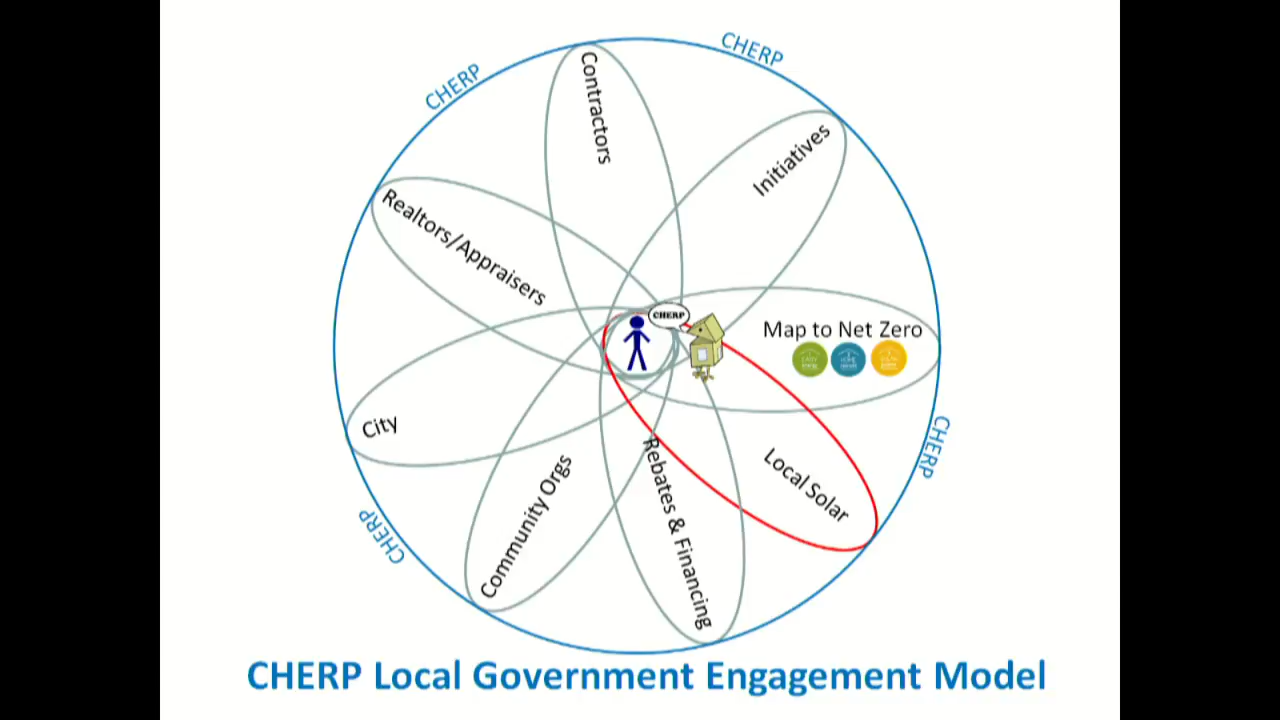 CHERP
CHERP
Contractors
Initiatives
Realtors/Appraisers
CHERP
Map to Net Zero
City
Local Solar
CHERP
Rebates & Financing
Community Orgs
CHERP
CHERP Local Government Engagement Model